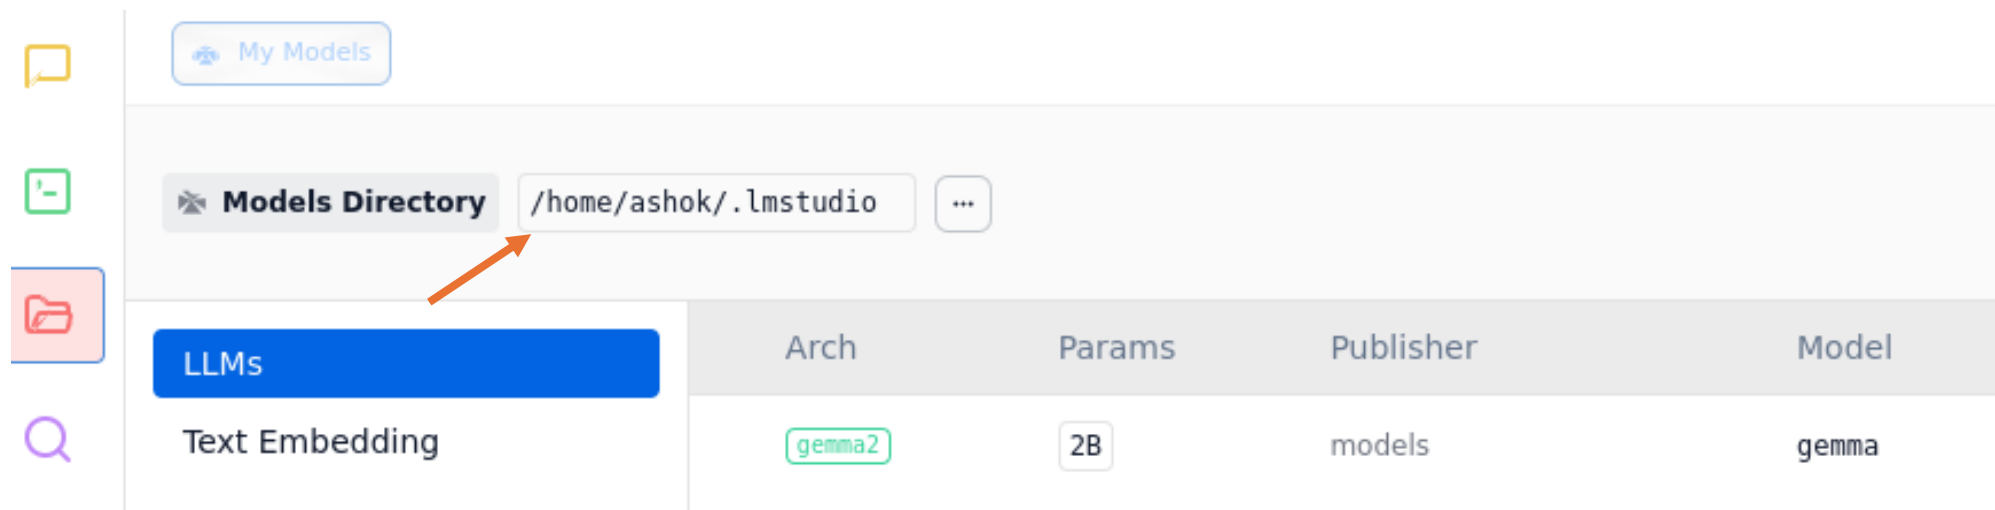 My Models
Models Directory /home/ashok/.lmstudio ...
LLMs
Arch Params Publisher Model
Text Embedding
gemma2 2B models gemma